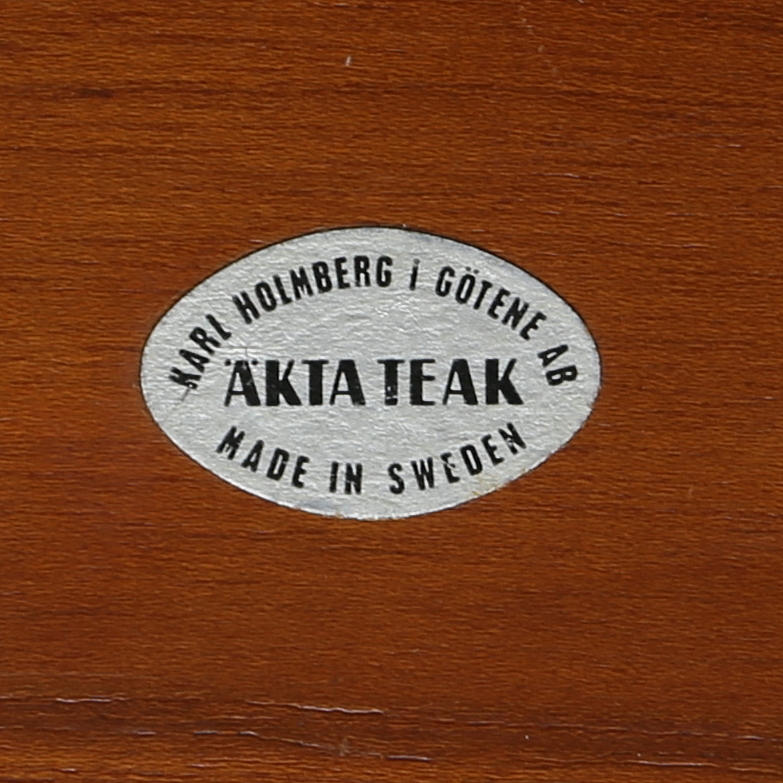 KARL HOLMBERG i GÖTENE AB
ÄKTA TEAK
MADE IN SWEDEN